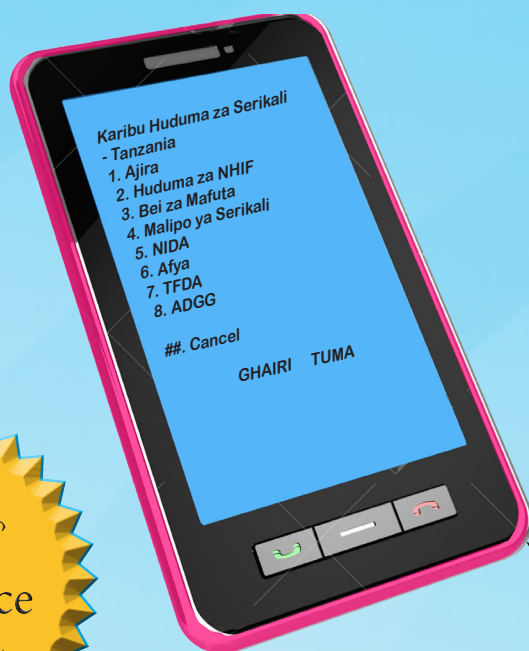 Karibu Huduma za Serikali
- Tanzania
1. Ajira
2. Huduma za NHIF
3. Bei za Mafuta
4. Malipo ya Serikali
5. NIDA
6. Afya
7. TFDA
8. ADGG
##. Cancel
GHAIRI TUMA